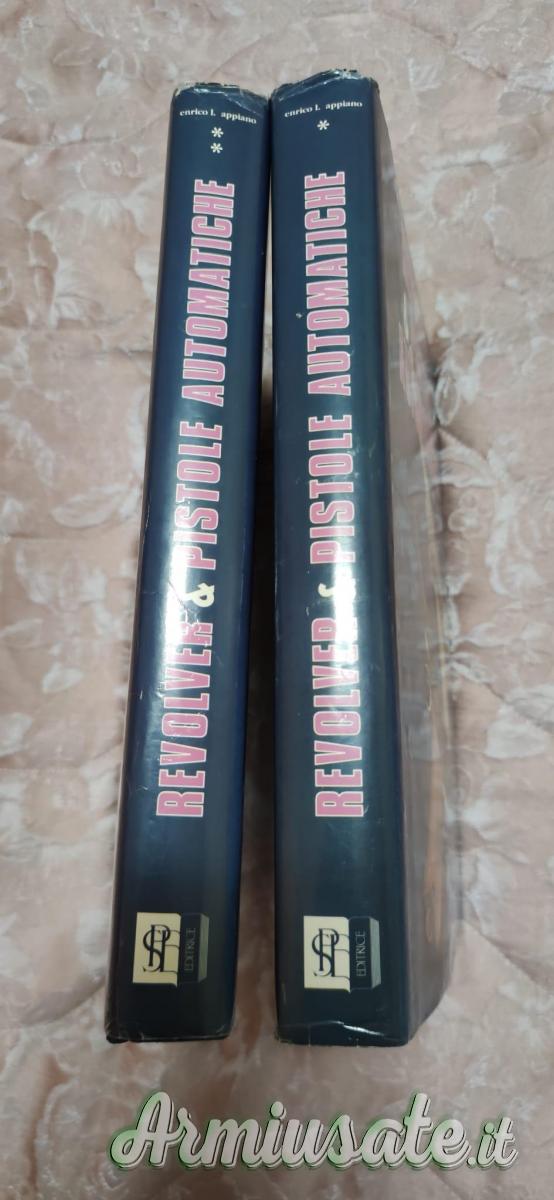 enrico l. appiano
**
REVOLVER & PISTOLE AUTOMATICHE
EDITRICE
enrico l. appiano
*
REVOLVER & PISTOLE AUTOMATICHE
EDITRICE
Armiusate.it